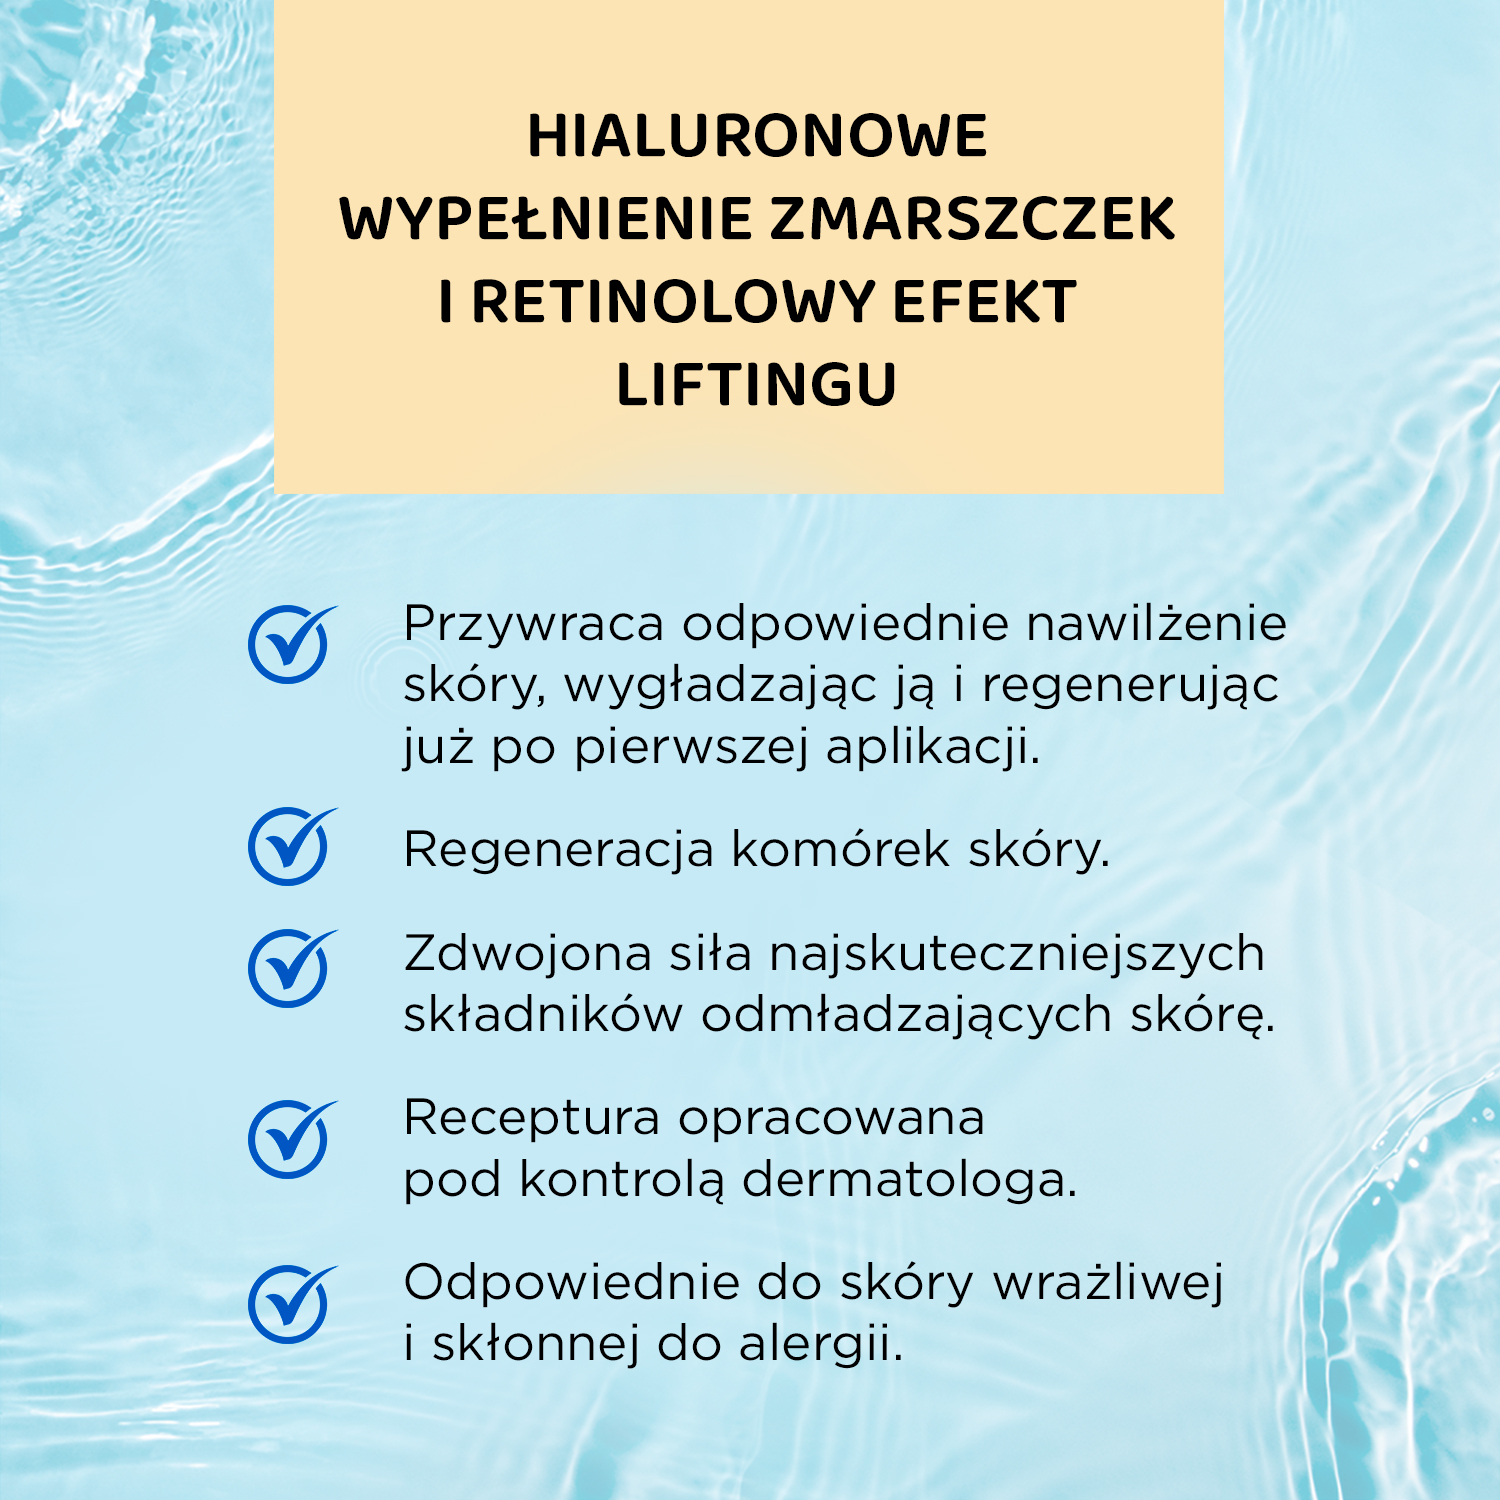 HIALURONOWE
WYPEŁNIENIE ZMARSZCZEK
I RETINOLOWY EFEKT
LIFTINGU
Przywraca odpowiednie nawilżenie
skóry, wygładzając ją i regenerując
już po pierwszej aplikacji.
Regeneracja komórek skóry.
Zdwojona siła najskuteczniejszych
składników odmładzających skórę.
Receptura opracowana
pod kontrolą dermatologa.
Odpowiednie do skóry wrażliwej
i skłonnej do alergii.